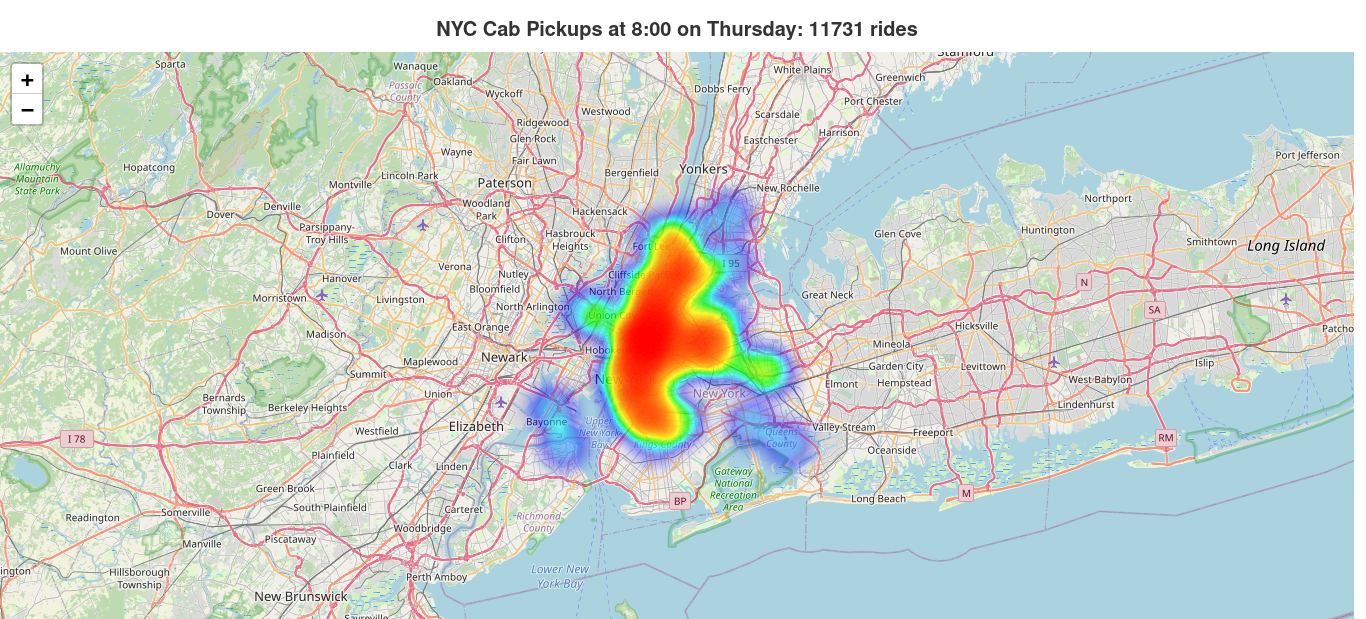 NYC Cab Pickups at 8:00 on Thursday: 11731 rides
+
−
Stamford
Sparta
Wanaque
Oakland
Passaic
County
Wyckoff
White Plains
Greenwich
Dobbs Ferry
Port Chester
Westwood
Scarsdale
Ridgewood
Harrison
Glen Rock
Eastchester
Wayne
Fair Lawn
Port Jefferson
Hopatcong
Allamuchy
Mountain
State Park
Lincoln Park
Bergenfield
Yonkers
Montville
Paterson
New Rochelle
Northport
Woodland
Park
Denville
Dover
Hackensack
Parsippany-
Troy Hills
Clifton
Hasbrouck
Heights
Glen Cove
Huntington
Smithtown
Long Island
Mount Olive
Fort Lee
I 95
Verona
Nutley
Cliffside
Hanover
Bloomfield
North Bergen
N
Morristown
Livingston
North Arlington
Great Neck
SA
Union City
Madison
East Orange
Hicksville
Patcho
Mineola
Hoboken
Newark
Maplewood
Garden City
Levittown
Islip
Summit
New York
Elmont
Hempstead
West Babylon
Union
New York
Bernards
Township
Berkeley Heights
Lindenhurst
Bayonne
Upper
New York
Bay
Elizabeth
Valley Stream
Freeport
Westfield
Queens
County
Kings County
I 78
RM
Oceanside
Plainfield
Clark
Linden
Gateway
National
Recreation
Area
Green Brook
M
BP
Long Beach
South Plainfield
Carteret
Somerville
Readington
Richmond
County
Woodbridge
Piscataway
Manville
ington
Hillsborough
Township
Perth Amboy
Lower New
York Bay
New Brunswick
Sayreville